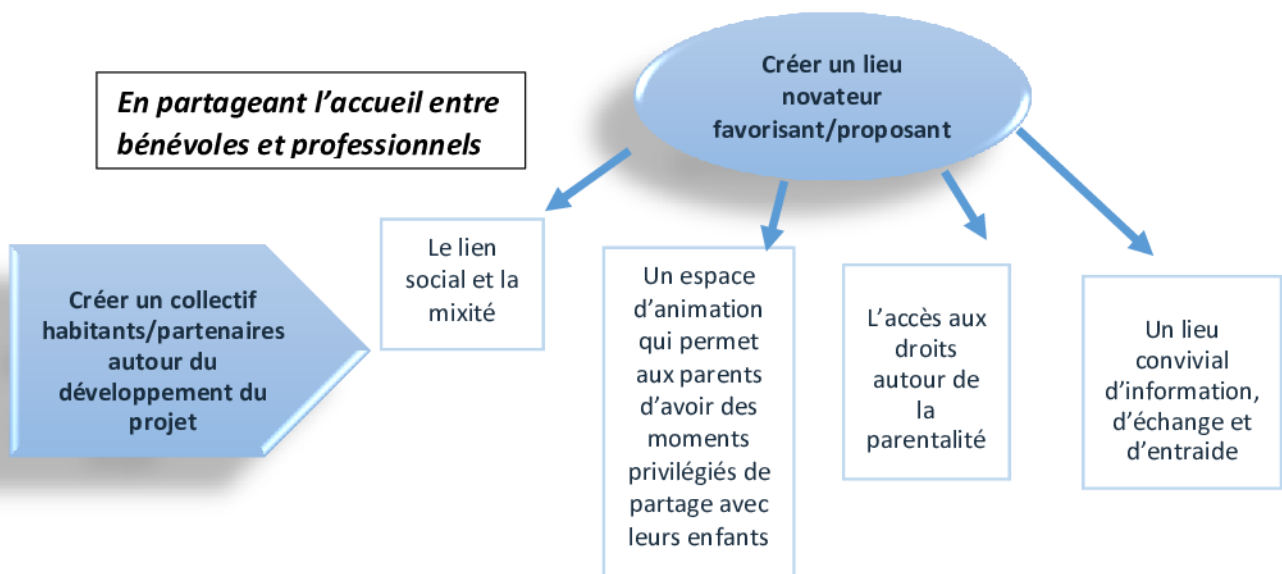 Créer un lieu
novateur
favorisant/proposant
En partageant l’accueil entre
bénévoles et professionnels
Créer un collectif
habitants/partenaires
autour du
développement du
projet
Le lien
social et la
mixité
Un espace
d’animation
qui permet
aux parents
d’avoir des
moments
privilégiés de
partage avec
leurs enfants
L’accès aux
droits
autour de
la
parentalité
Un lieu
convivial
d’information,
d’échange et
d’entraide